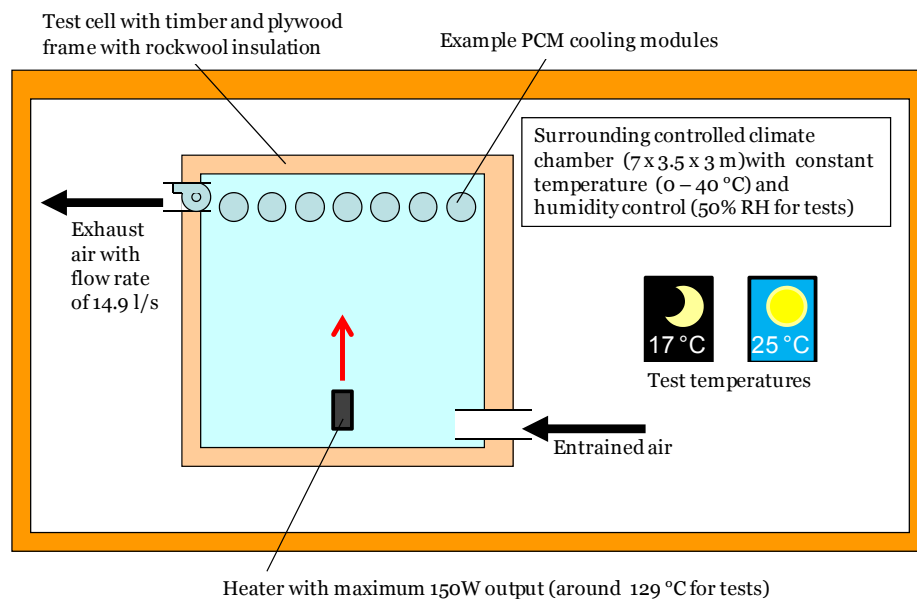 Test cell with timber and plywood
frame with rockwool insulation
Example PCM cooling modules
Surrounding controlled climate
chamber (7 x 3.5 x 3 m)with constant
temperature (0 – 40 °C) and
humidity control (50% RH for tests)
Exhaust
air with
flow rate
of 14.9 l/s
17 °C
25 °C
Test temperatures
Entrained air
Heater with maximum 150W output (around 129 °C for tests)